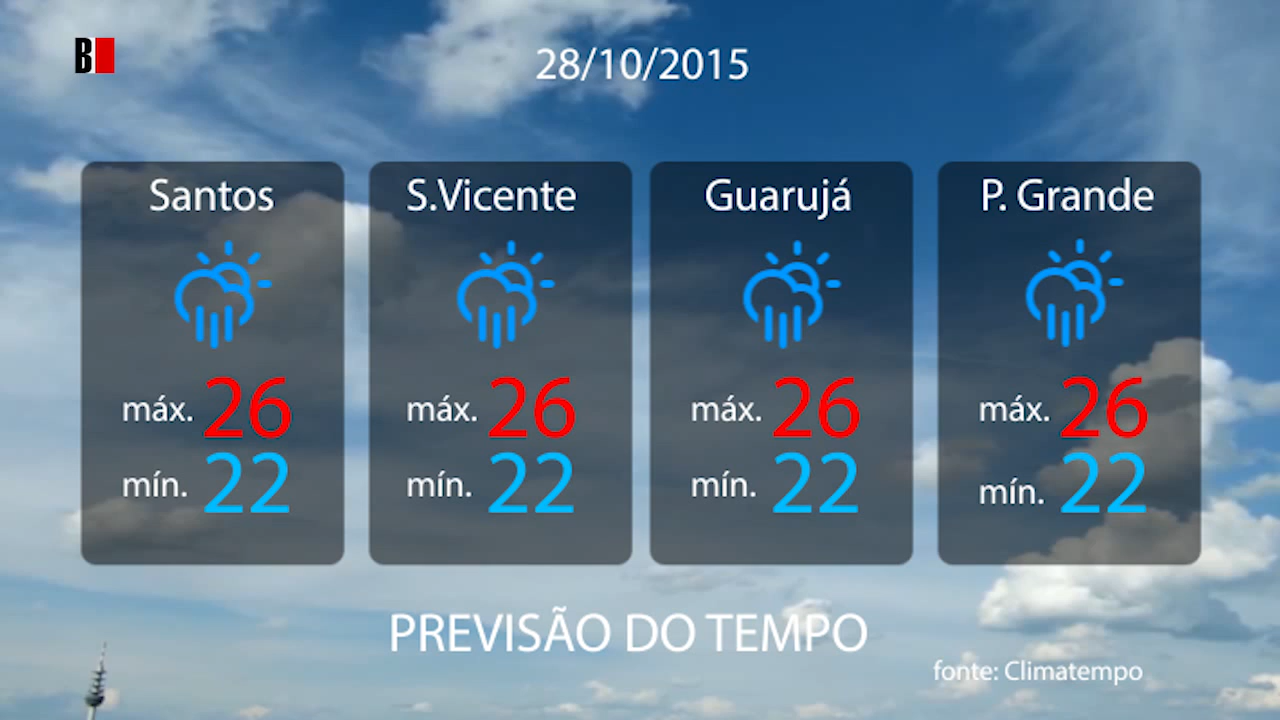 B
28/10/2015
Santos
máx. 26
mín. 22
S.Vicente
máx. 26
mín. 22
Guarujá
máx. 26
mín. 22
P. Grande
máx. 26
mín. 22
PREVISÃO DO TEMPO
fonte: Climatempo